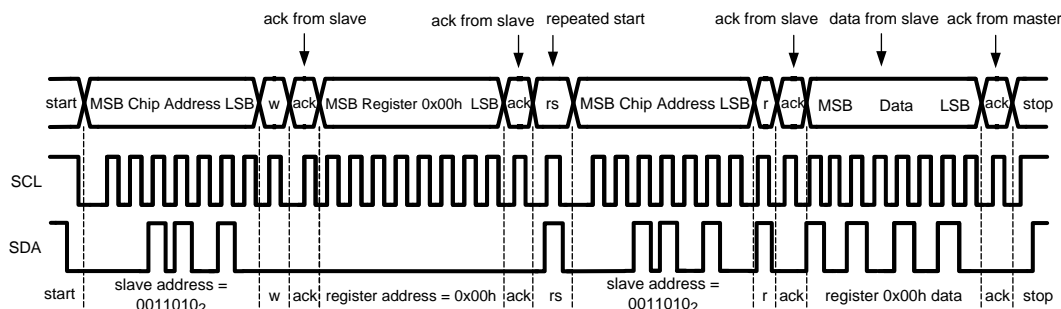 ack from slave ack from slave repeated start ack from slave data from slave ack from master
start MSB Chip Address LSB w ack MSB Register 0x00h LSB ack rs MSB Chip Address LSB r ack MSB Data LSB ack stop
SCL
SDA
start slave address = 0011010₂ w ack register address = 0x00h ack rs slave address = 0011010₂ r ack register 0x00h data ack stop